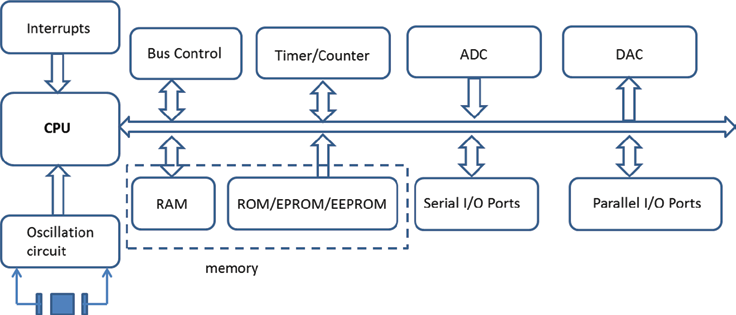 Interrupts
Bus Control
Timer/Counter
ADC
DAC
CPU
RAM
ROM/EPROM/EEPROM
Serial I/O Ports
Parallel I/O Ports
Oscillation
circuit
memory